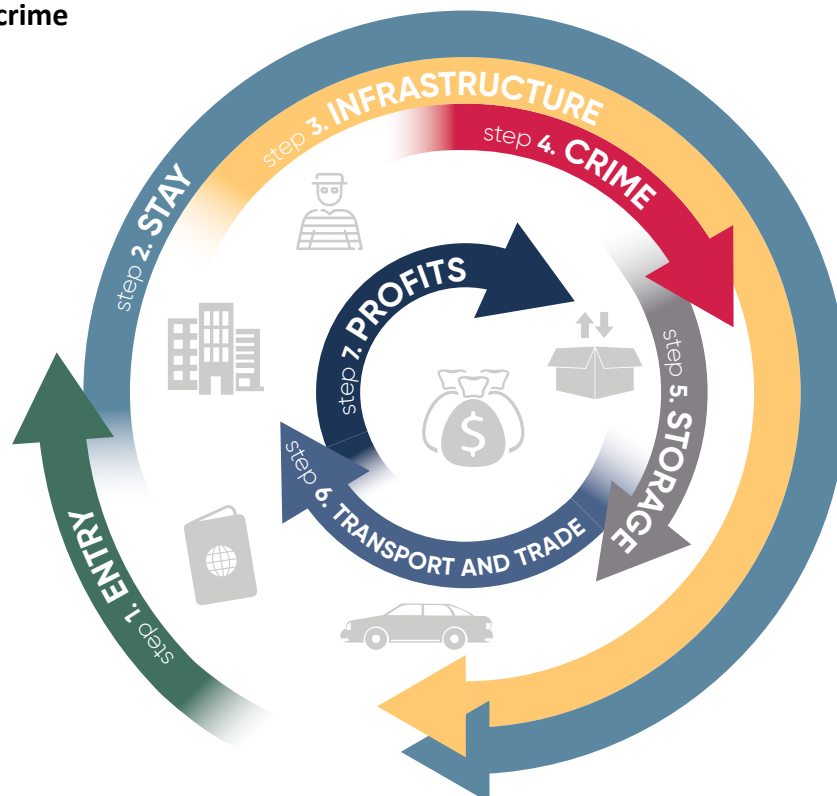 crime
step 1. ENTRY
step 2. STAY
step 3. INFRASTRUCTURE
step 4. CRIME
step 5. STORAGE
step 6. TRANSPORT AND TRADE
step 7. PROFITS
$